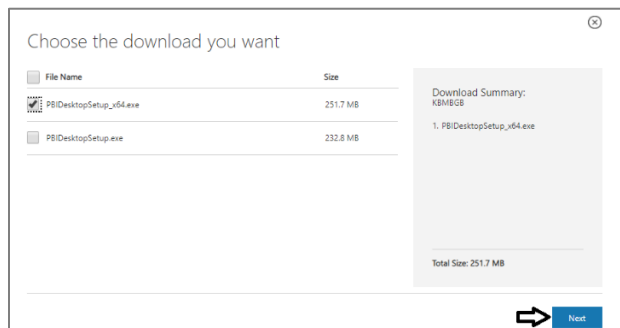 Choose the download you want
File Name Size
PBIDesktopSetup_x64.exe 251.7 MB
PBIDesktopSetup.exe 232.8 MB
Download Summary:
KBMBGB
1. PBIDesktopSetup_x64.exe
Total Size: 251.7 MB
Next